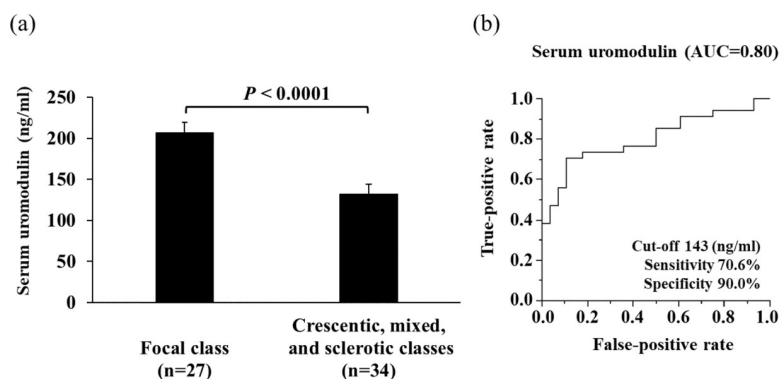 (a)
P < 0.0001
Serum uromodulin (ng/ml)
250
200
150
100
50
0
Focal class
(n=27)
Crescentic, mixed,
and sclerotic classes
(n=34)
(b)
Serum uromodulin (AUC=0.80)
True-positive rate
1.0
0.8
0.6
0.4
0.2
0.0
Cut-off 143 (ng/ml)
Sensitivity 70.6%
Specificity 90.0%
0.0 0.2 0.4 0.6 0.8 1.0
False-positive rate